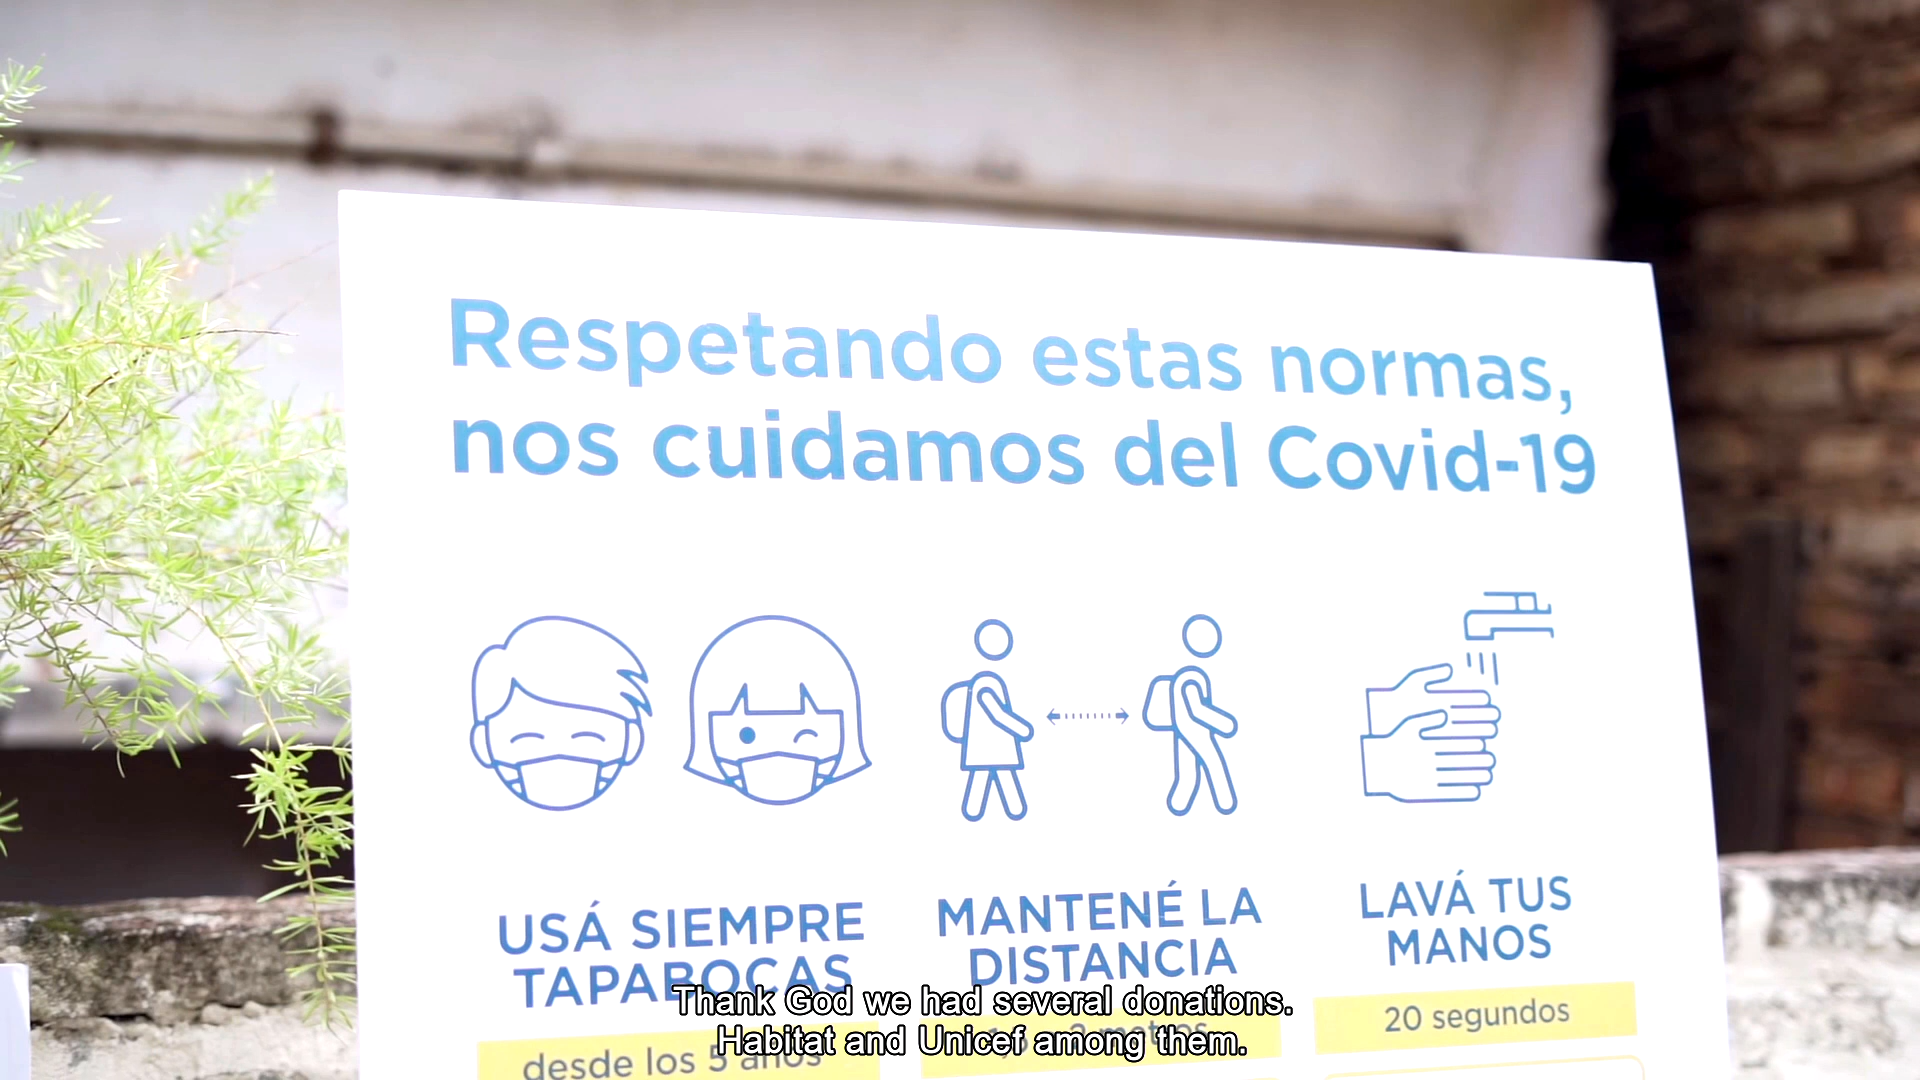 Respetando estas normas,
nos cuidamos del Covid-19
USÁ SIEMPRE
TAPABOCAS
desde los 5 años
MANTENÉ LA
DISTANCIA
metros
LAVÁ TUS
MANOS
20 segundos
Thank God we had several donations.
Habitat and Unicef among them.